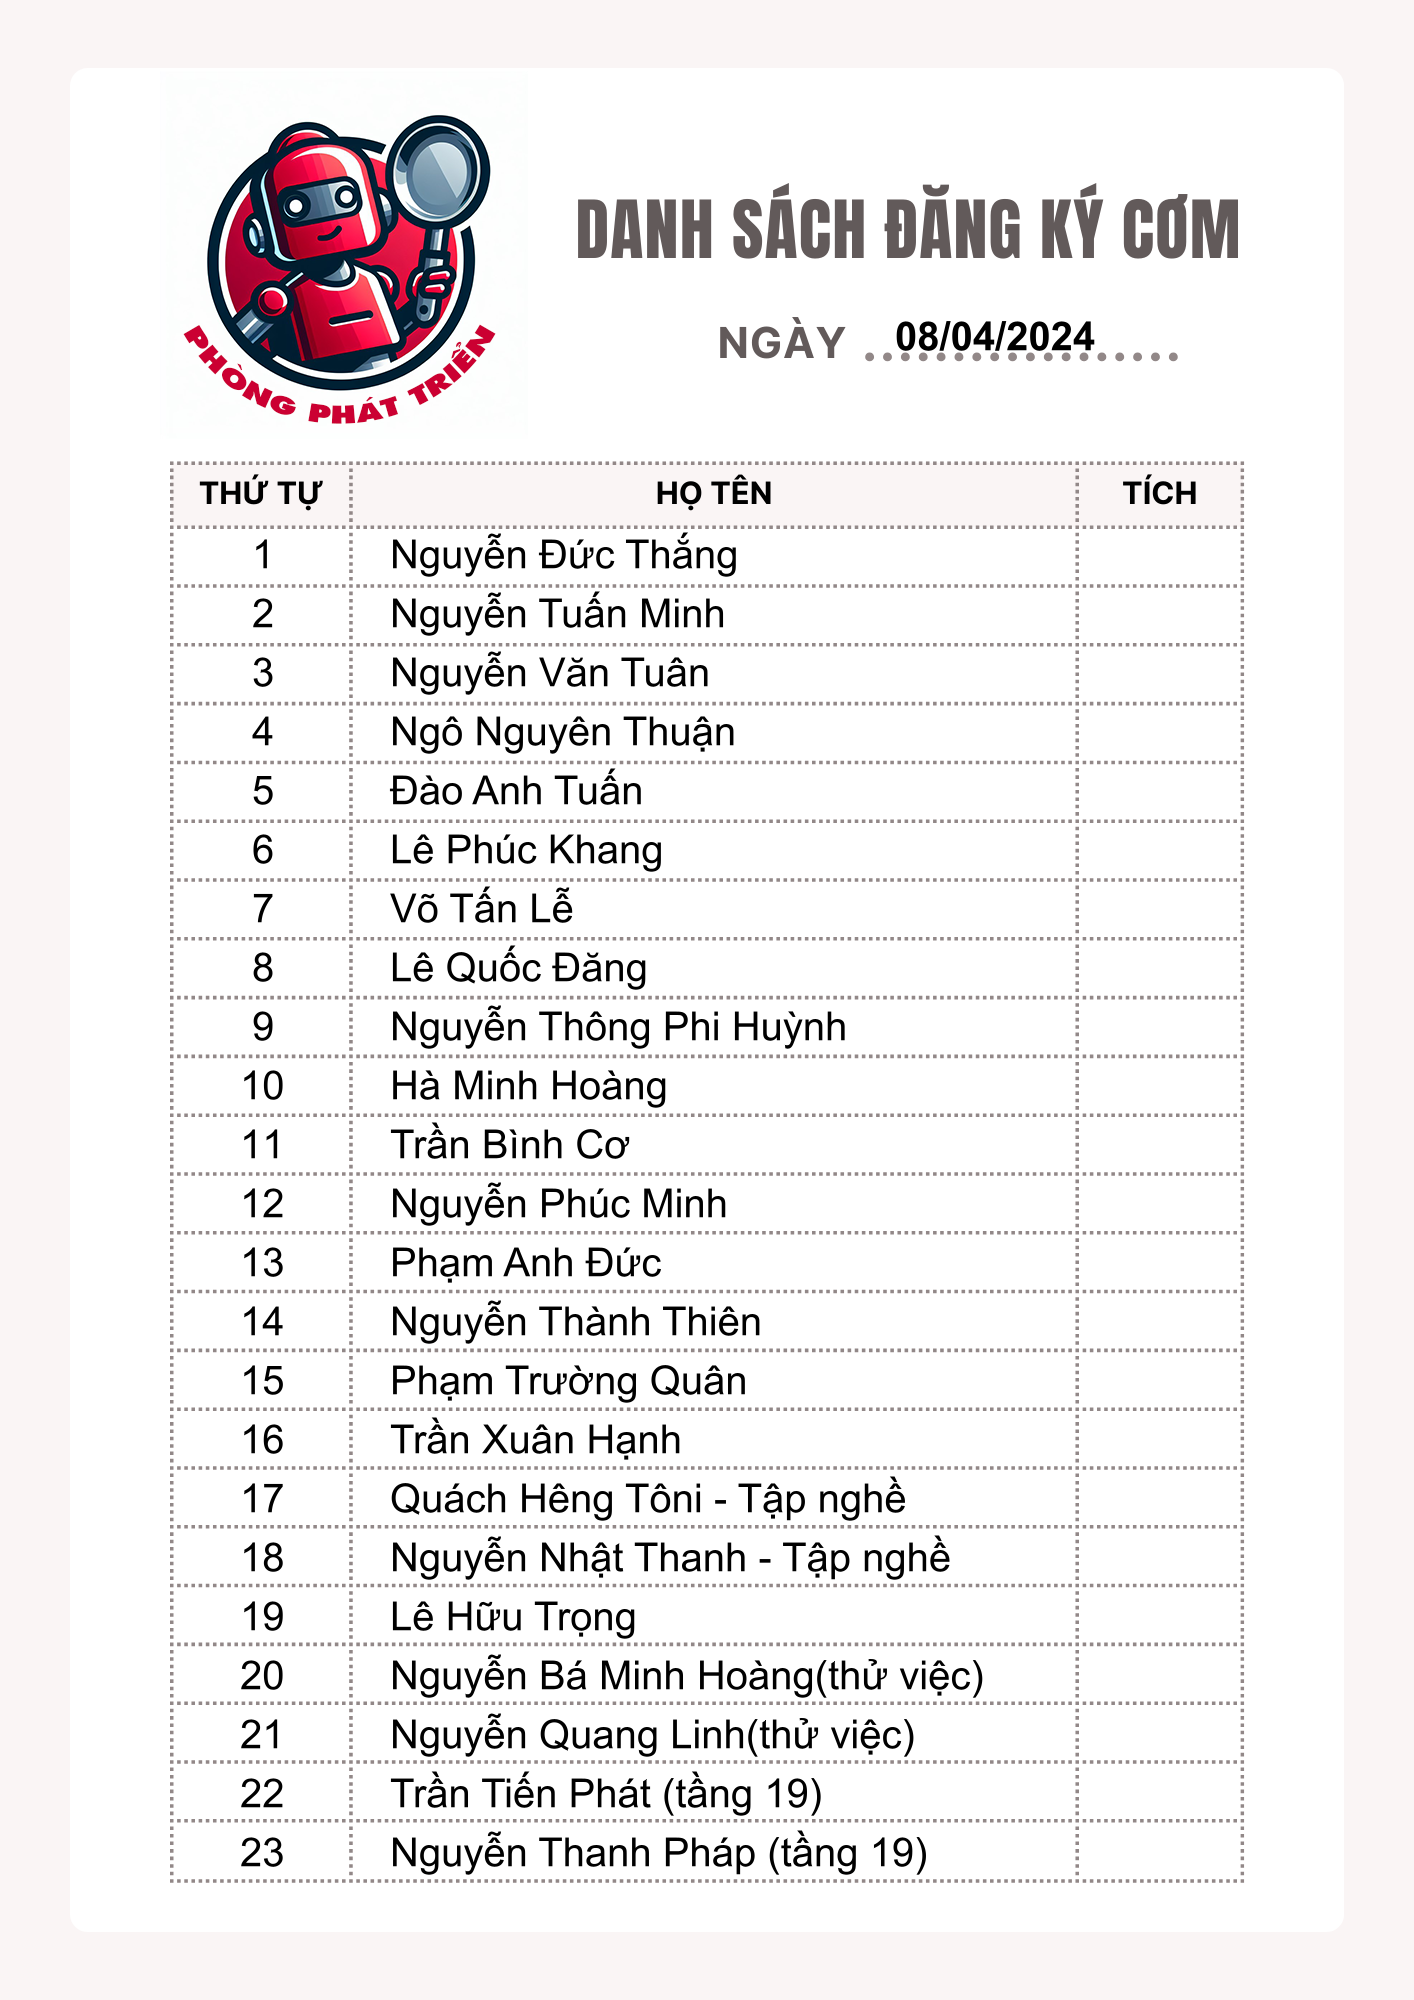 PHÒNG PHÁT TRIỂN
DANH SÁCH ĐĂNG KÝ CƠM
NGÀY 08/04/2024
THỨ TỰ HỌ TÊN TÍCH
1 Nguyễn Đức Thắng
2 Nguyễn Tuấn Minh
3 Nguyễn Văn Tuân
4 Ngô Nguyên Thuận
5 Đào Anh Tuấn
6 Lê Phúc Khang
7 Võ Tấn Lễ
8 Lê Quốc Đăng
9 Nguyễn Thông Phi Huỳnh
10 Hà Minh Hoàng
11 Trần Bình Cơ
12 Nguyễn Phúc Minh
13 Phạm Anh Đức
14 Nguyễn Thành Thiên
15 Phạm Trường Quân
16 Trần Xuân Hạnh
17 Quách Hêng Tôni - Tập nghề
18 Nguyễn Nhật Thanh - Tập nghề
19 Lê Hữu Trọng
20 Nguyễn Bá Minh Hoàng(thử việc)
21 Nguyễn Quang Linh(thử việc)
22 Trần Tiến Phát (tầng 19)
23 Nguyễn Thanh Pháp (tầng 19)